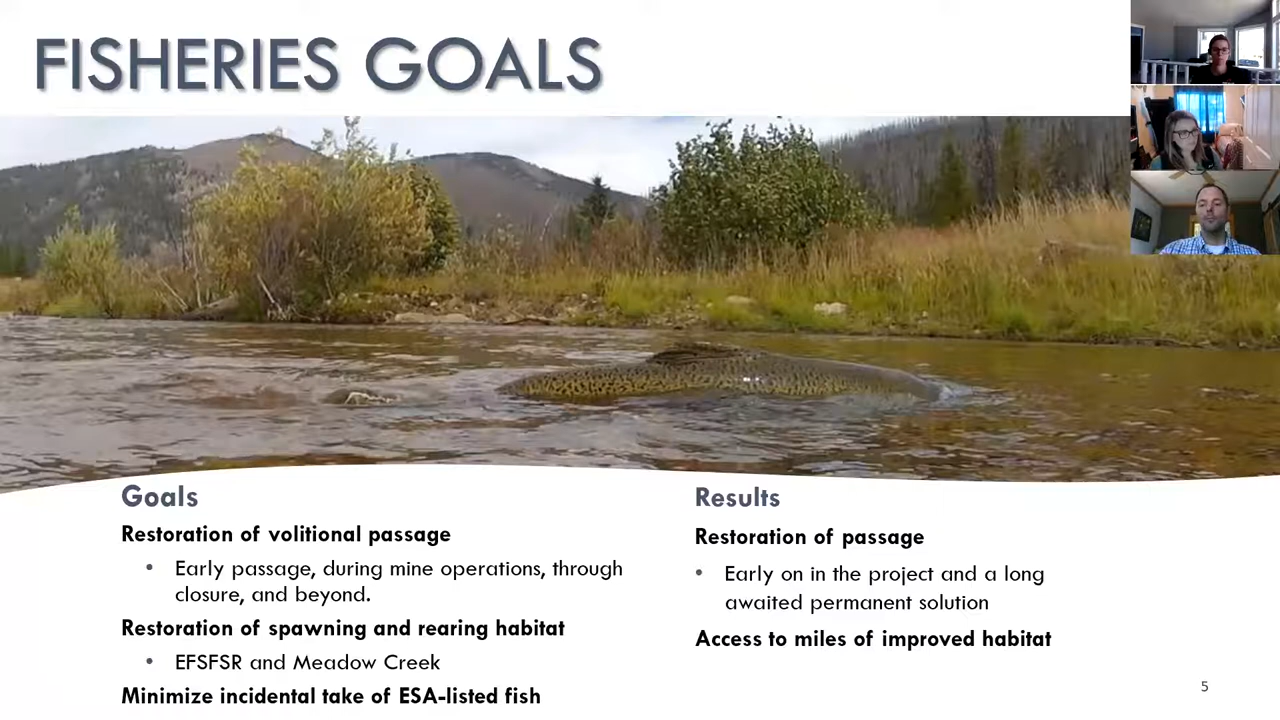 FISHERIES GOALS
Goals
Restoration of volitional passage
• Early passage, during mine operations, through
closure, and beyond.
Restoration of spawning and rearing habitat
• EFSFSR and Meadow Creek
Minimize incidental take of ESA-listed fish
Results
Restoration of passage
• Early on in the project and a long
awaited permanent solution
Access to miles of improved habitat
5